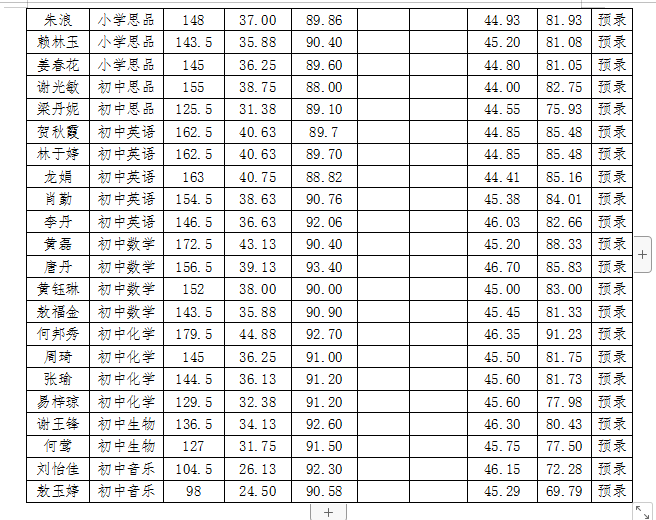 朱浪 小学思品 148 37.00 89.86 44.93 81.93 预录
赖林玉 小学思品 143.5 35.88 90.40 45.20 81.08 预录
姜春花 小学思品 145 36.25 89.60 44.80 81.05 预录
谢光敏 初中思品 155 38.75 88.00 44.00 82.75 预录
梁丹妮 初中思品 125.5 31.38 89.10 44.55 75.93 预录
贺秋霞 初中英语 162.5 40.63 89.7 44.85 85.48 预录
林于婷 初中英语 162.5 40.63 89.70 44.85 85.48 预录
龙娟 初中英语 163 40.75 88.82 44.41 85.16 预录
肖勤 初中英语 154.5 38.63 90.76 45.38 84.01 预录
李丹 初中英语 146.5 36.63 92.06 46.03 82.66 预录
黄磊 初中数学 172.5 43.13 90.40 45.20 88.33 预录
唐丹 初中数学 156.5 39.13 93.40 46.70 85.83 预录
黄钰琳 初中数学 152 38.00 90.00 45.00 83.00 预录
敖福金 初中数学 143.5 35.88 90.90 45.45 81.33 预录
何邦秀 初中化学 179.5 44.88 92.70 46.35 91.23 预录
周琦 初中化学 145 36.25 91.00 45.50 81.75 预录
张瑜 初中化学 144.5 36.13 91.20 45.60 81.73 预录
易梓琼 初中化学 129.5 32.38 91.20 45.60 77.98 预录
谢玉锋 初中生物 136.5 34.13 92.60 46.30 80.43 预录
何莺 初中生物 127 31.75 91.50 45.75 77.50 预录
刘怡佳 初中音乐 104.5 26.13 92.30 46.15 72.28 预录
敖玉婷 初中音乐 98 24.50 90.58 45.29 69.79 预录